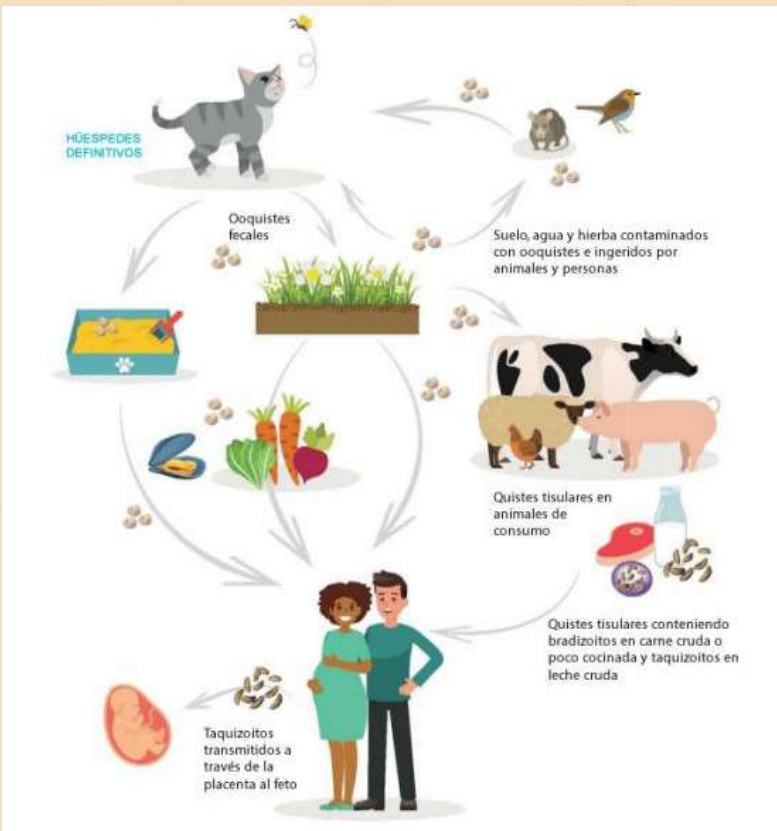 HÜESPEDES
DEFINITIVOS
Ooquistes
fecales
Suelo, agua y hierba contaminados
con ooquistes e ingeridos por
animales y personas
Quistes tisulares en
animales de
consumo
Quistes tisulares conteniendo
bradizoitos en carne cruda o
poco cocinada y taquizoitos en
leche cruda
Taquizoitos
transmitidos a
través de la
placenta al feto